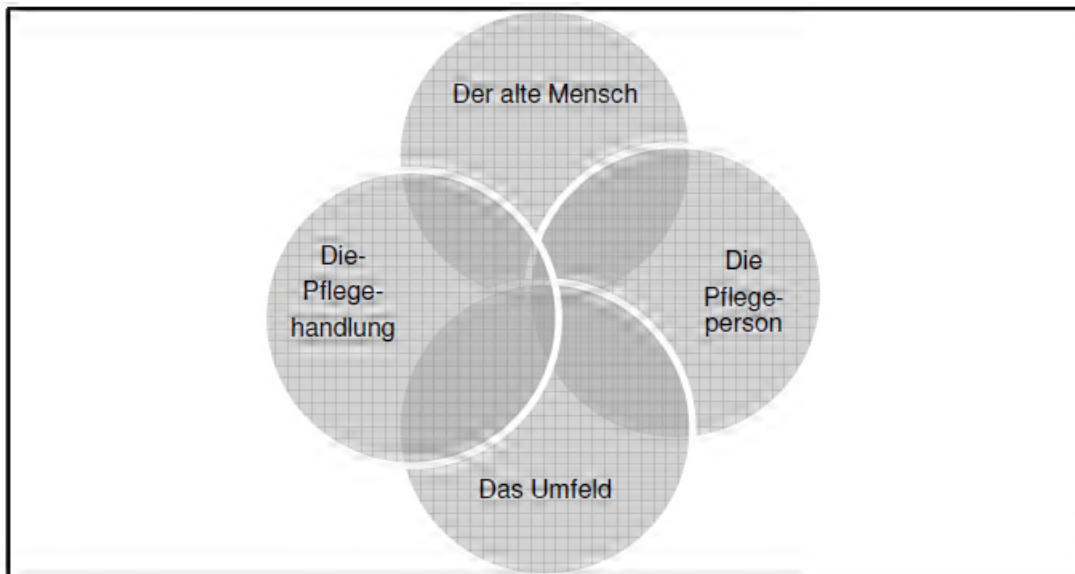 Der alte Mensch
Die-
Pflege-
handlung
Die
Pflege-
person
Das Umfeld